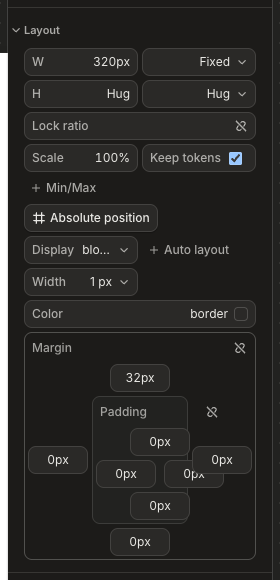 Layout
W 320px Fixed
H Hug Hug
Lock ratio
Scale 100% Keep tokens
+ Min/Max
Absolute position
Display blo... + Auto layout
Width 1 px
Color border
Margin
32px
Padding
0px
0px 0px 0px 0px
0px
0px